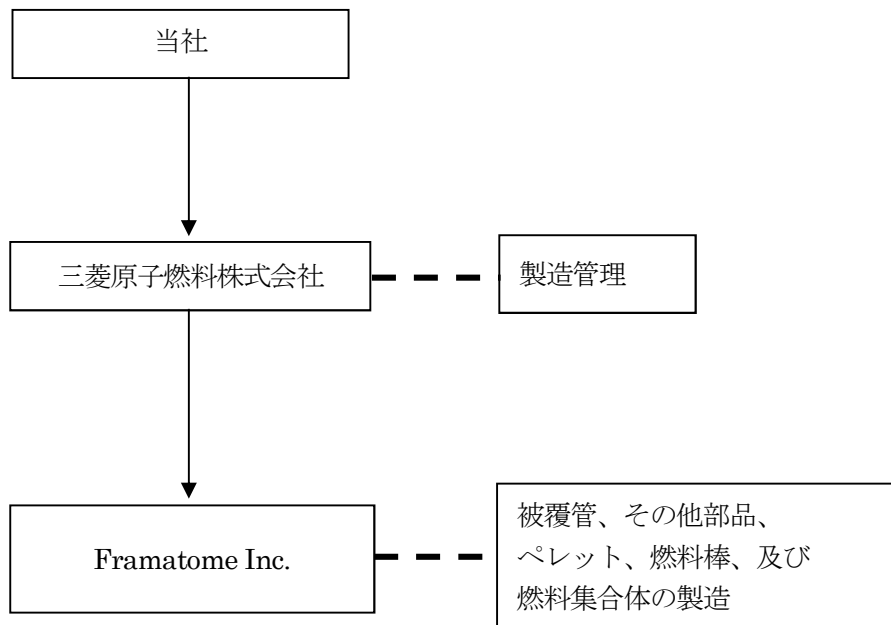 当社
三菱原子燃料株式会社
製造管理
Framatome Inc.
被覆管、その他部品、
ペレット、燃料棒、及び
燃料集合体の製造